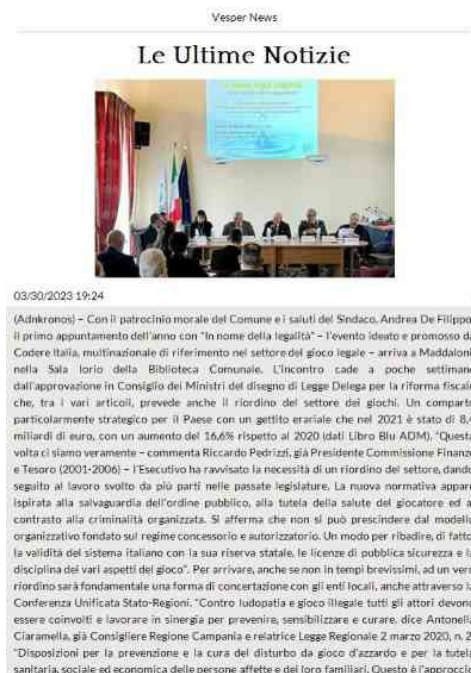 Vesper News
Le Ultime Notizie
03/30/2023 19:24
(Adnkronos) – Con il patrocinio morale del Comune e i saluti del Sindaco, Andrea De Filippo,
il primo appuntamento dell'anno con "In nome della legalità" – l'evento ideato e promosso da
Codere Italia, multinazionale di riferimento nel settore del gioco legale – arriva a Maddaloni
nella Sala Iorio della Biblioteca Comunale. L'incontro cade a poche settimane
dall'approvazione in Consiglio dei Ministri del disegno di Legge Delega per la riforma fiscale
che, tra i vari articoli, prevede anche il riordino del settore dei giochi. Un comparto
particolarmente strategico per il Paese con un gettito erariale che nel 2021 è stato di 8,4
miliardi di euro, con un aumento del 16,6% rispetto al 2020 (dati Libro Blu ADM). "Questa
volta ci siamo veramente – commenta Riccardo Pedrizzi, già Presidente Commissione Finanze
e Tesoro (2001-2006) – l'Esecutivo ha ravvisato la necessità di un riordino del settore, dando
seguito al lavoro svolto da più parti nelle passate legislature. La nuova normativa appare
ispirata alla salvaguardia dell'ordine pubblico, alla tutela della salute del giocatore ed al
contrasto alla criminalità organizzata. Si afferma che non si può prescindere dal modello
organizzativo fondato sul regime concessorio e autorizzatorio. Un modo per ribadire, di fatto,
la validità del sistema italiano con la sua riserva statale, le licenze di pubblica sicurezza e la
disciplina dei vari aspetti del gioco". Per arrivare, anche se non in tempi brevissimi, ad un vero
riordino sarà fondamentale una forma di concertazione con gli enti locali, anche attraverso la
Conferenza Unificata Stato-Regioni. "Contro ludopatia e gioco illegale tutti gli attori devono
essere coinvolti e lavorare in sinergia per prevenire, sensibilizzare e curare, dice Antonella
Ciaramella, già Consigliere Regione Campania e relatrice Legge Regionale 2 marzo 2020, n. 2
"Disposizioni per la prevenzione e la cura del disturbo da gioco d'azzardo e per la tutela
sanitaria, sociale ed economica delle persone affette e dei loro familiari. Questo è l'approccio